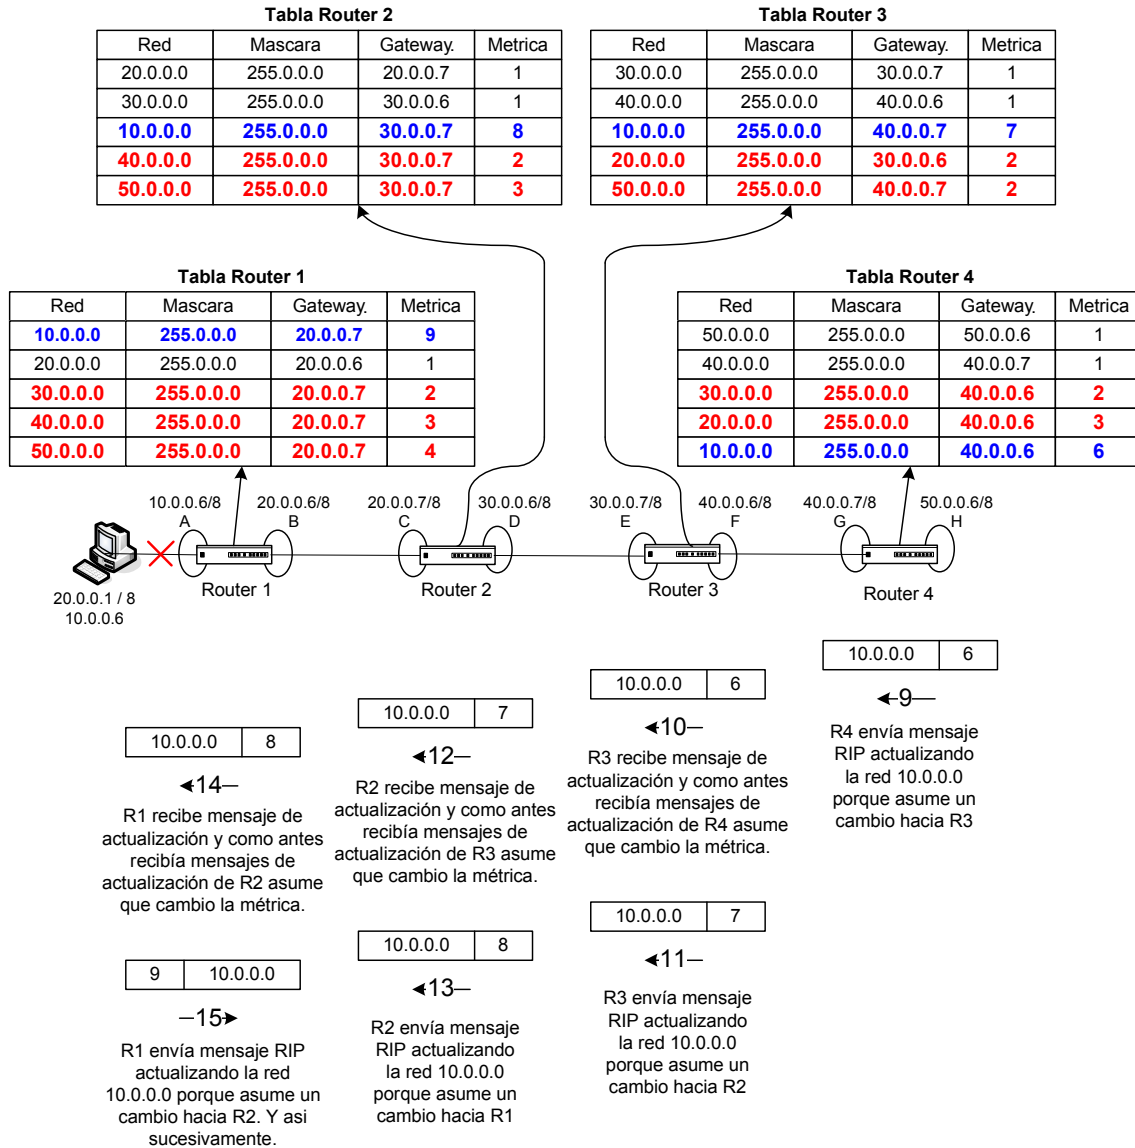 Tabla Router 2
Red Mascara Gateway. Metrica
20.0.0.0 255.0.0.0 20.0.0.7 1
30.0.0.0 255.0.0.0 30.0.0.6 1
10.0.0.0 255.0.0.0 30.0.0.7 8
40.0.0.0 255.0.0.0 30.0.0.7 2
50.0.0.0 255.0.0.0 30.0.0.7 3
Tabla Router 3
Red Mascara Gateway. Metrica
30.0.0.0 255.0.0.0 30.0.0.7 1
40.0.0.0 255.0.0.0 40.0.0.6 1
10.0.0.0 255.0.0.0 40.0.0.7 7
20.0.0.0 255.0.0.0 30.0.0.6 2
50.0.0.0 255.0.0.0 40.0.0.7 2
Tabla Router 1
Red Mascara Gateway. Metrica
10.0.0.0 255.0.0.0 20.0.0.7 9
20.0.0.0 255.0.0.0 20.0.0.6 1
30.0.0.0 255.0.0.0 20.0.0.7 2
40.0.0.0 255.0.0.0 20.0.0.7 3
50.0.0.0 255.0.0.0 20.0.0.7 4
Tabla Router 4
Red Mascara Gateway. Metrica
50.0.0.0 255.0.0.0 50.0.0.6 1
40.0.0.0 255.0.0.0 40.0.0.7 1
30.0.0.0 255.0.0.0 40.0.0.6 2
20.0.0.0 255.0.0.0 40.0.0.6 3
10.0.0.0 255.0.0.0 40.0.0.6 6
10.0.0.6/8 20.0.0.6/8 20.0.0.7/8 30.0.0.6/8 30.0.0.7/8 40.0.0.6/8 40.0.0.7/8 50.0.0.6/8
A B C D E F G H
Router 1 Router 2 Router 3 Router 4
20.0.0.1 / 8
10.0.0.6
10.0.0.0 8
14
R1 recibe mensaje de
actualización y como antes
recibía mensajes de
actualización de R2 asume
que cambio la métrica.
9 10.0.0.0
15
R1 envía mensaje RIP
actualizando la red
10.0.0.0 porque asume un
cambio hacia R2. Y asi
sucesivamente.
10.0.0.0 7
12
R2 recibe mensaje de
actualización y como antes
recibía mensajes de
actualización de R3 asume
que cambio la métrica.
10.0.0.0 8
13
R2 envía mensaje
RIP actualizando
la red 10.0.0.0
porque asume un
cambio hacia R1
10.0.0.0 6
10
R3 recibe mensaje de
actualización y como antes
recibía mensajes de
actualización de R4 asume
que cambio la métrica.
10.0.0.0 7
11
R3 envía mensaje
RIP actualizando
la red 10.0.0.0
porque asume un
cambio hacia R2
10.0.0.0 6
9
R4 envía mensaje
RIP actualizando
la red 10.0.0.0
porque asume un
cambio hacia R3